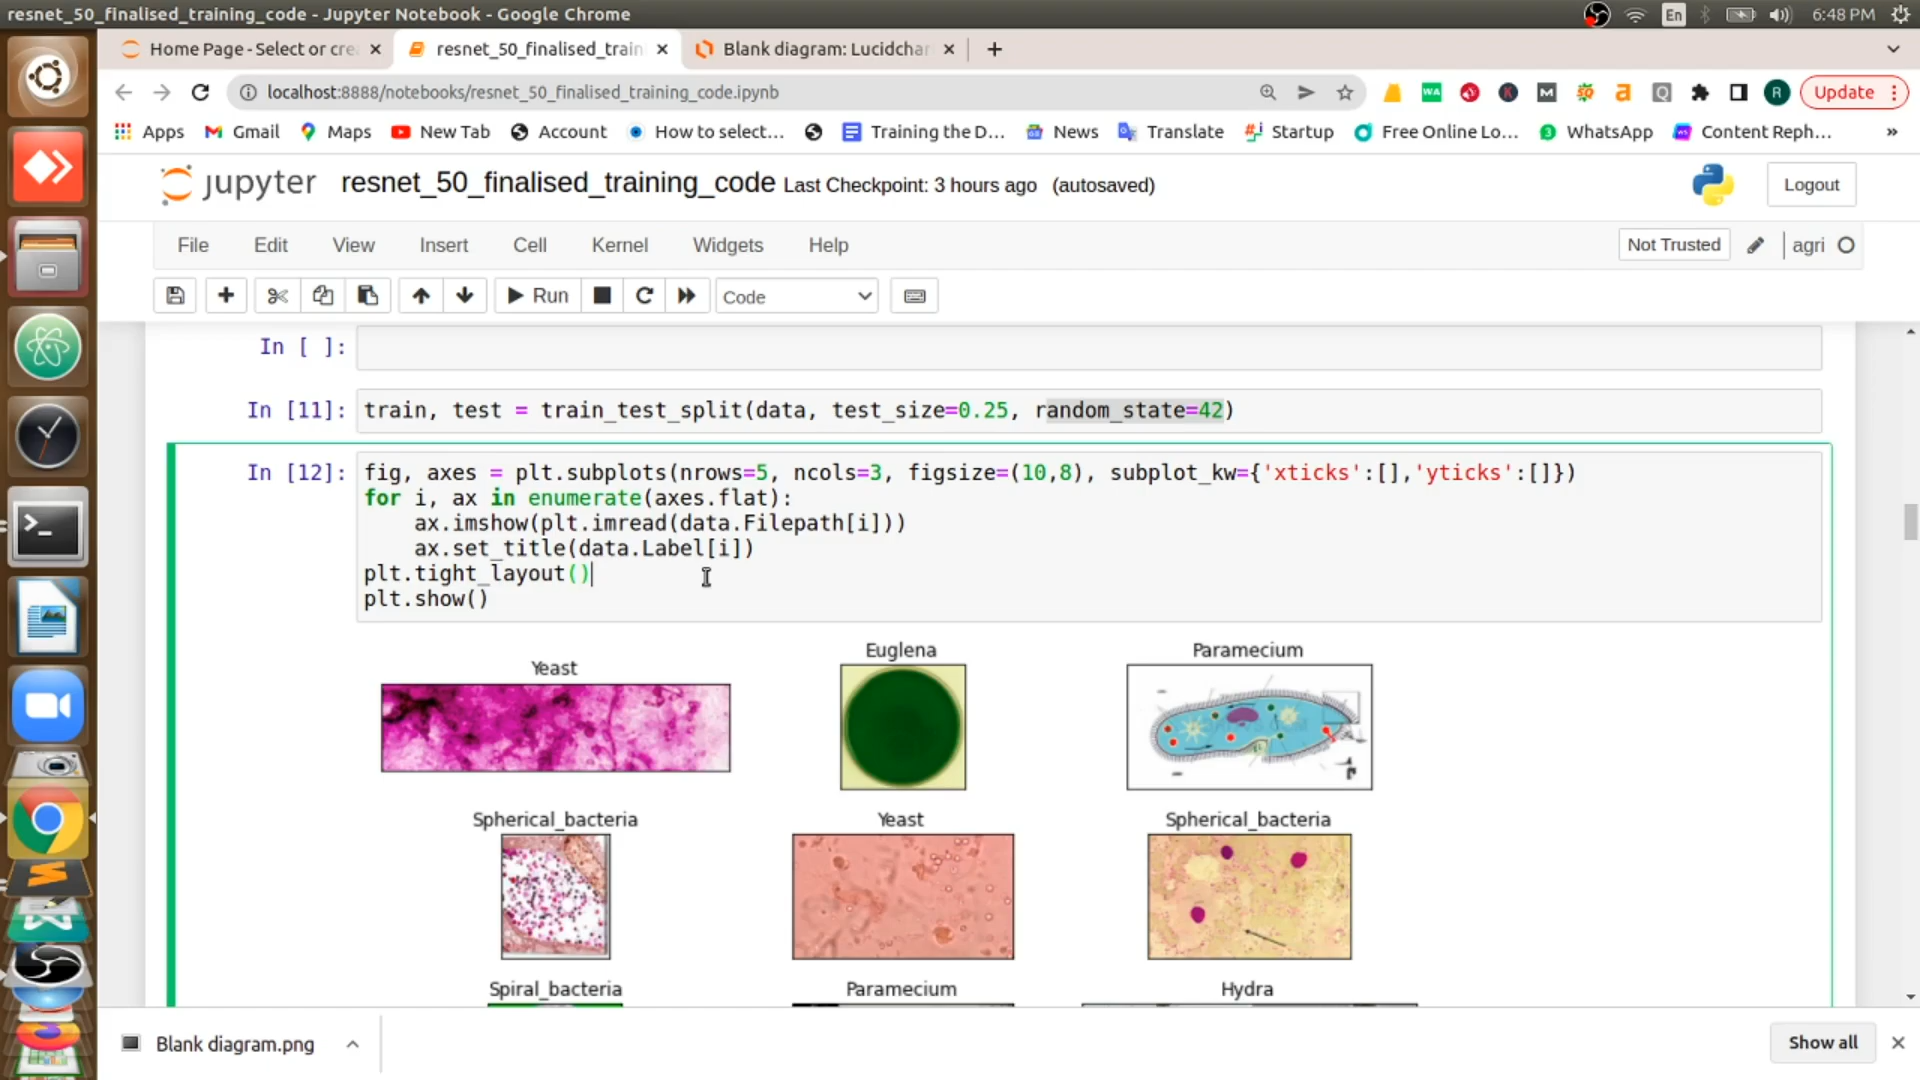 resnet_50_finalised_training_code - Jupyter Notebook - Google Chrome
En
6:48 PM
Home Page - Select or cre
resnet_50_finalised_train
Blank diagram: Lucidchar
localhost:8888/notebooks/resnet_50_finalised_training_code.ipynb
WA
K
M
a
Q
R
Update
Apps
Gmail
Maps
New Tab
Account
How to select...
Training the D...
News
Translate
Startup
Free Online Lo...
WhatsApp
Content Reph...
»
jupyter
resnet_50_finalised_training_code Last Checkpoint: 3 hours ago (autosaved)
Logout
File
Edit
View
Insert
Cell
Kernel
Widgets
Help
Not Trusted
agri
Run
Code
In [ ]:
In [11]: train, test = train_test_split(data, test_size=0.25, random_state=42)
In [12]: fig, axes = plt.subplots(nrows=5, ncols=3, figsize=(10,8), subplot_kw={'xticks':[],'yticks':[]})
for i, ax in enumerate(axes.flat):
    ax.imshow(plt.imread(data.Filepath[i]))
    ax.set_title(data.Label[i])
plt.tight_layout()
plt.show()
Yeast
Euglena
Paramecium
Spherical_bacteria
Yeast
Spherical_bacteria
Spiral_bacteria
Paramecium
Hydra
Blank diagram.png
Show all